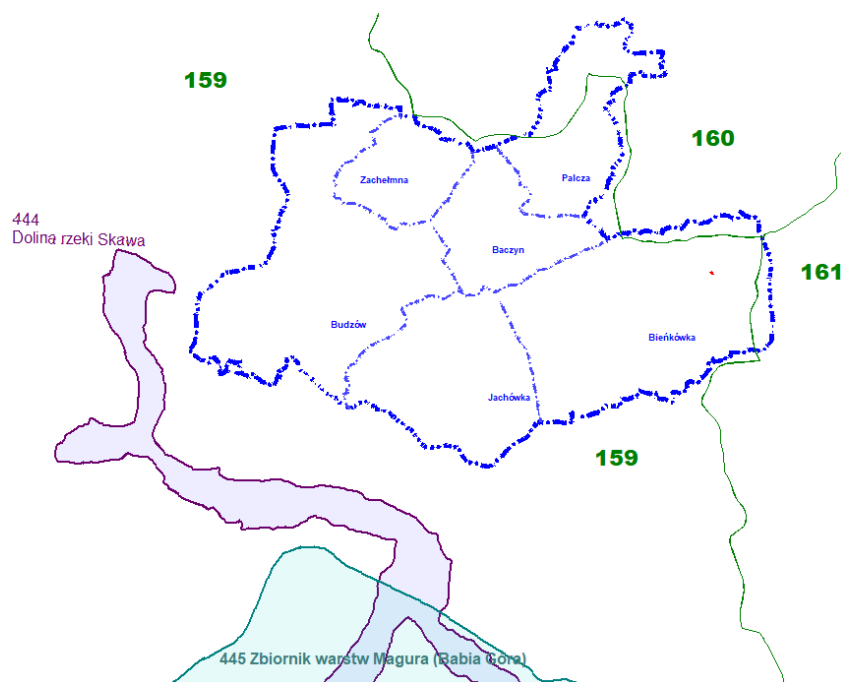 159
160
Zachełmna
Palcza
444
Dolina rzeki Skawa
Baczyn
161
Budzów
Bieńkówka
Jachówka
159
445 Zbiornik warstw Magura (Babia Góra)